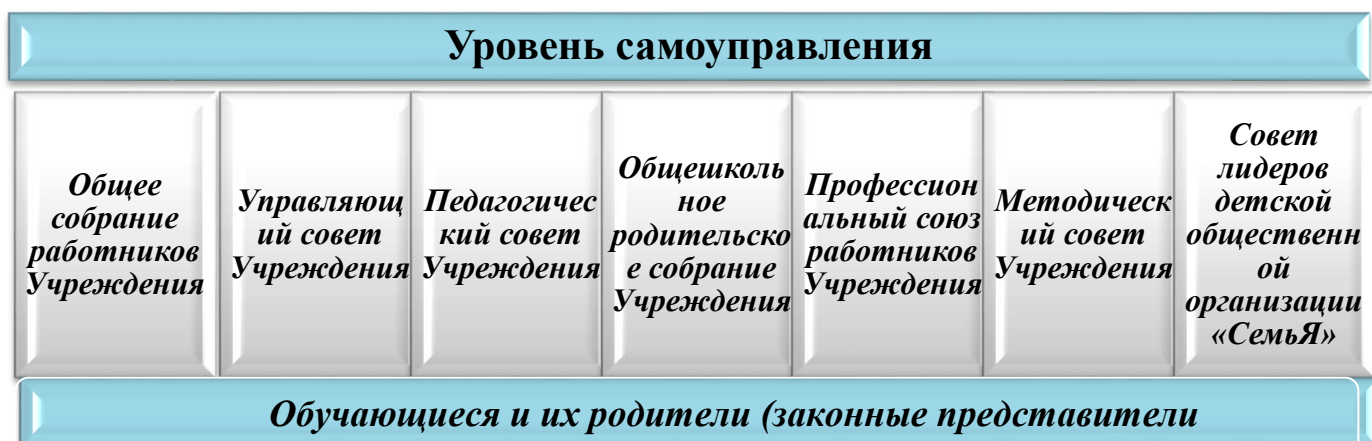 Уровень самоуправления
Общее
собрание
работников
Учреждения
Управляющ
ий совет
Учреждения
Педагогичес
кий совет
Учреждения
Общешколь
ное
родительско
е собрание
Учреждения
Профессион
альный союз
работников
Учреждения
Методическ
ий совет
Учреждения
Совет
лидеров
детской
общественн
ой
организации
«СемьЯ»
Обучающиеся и их родители (законные представители